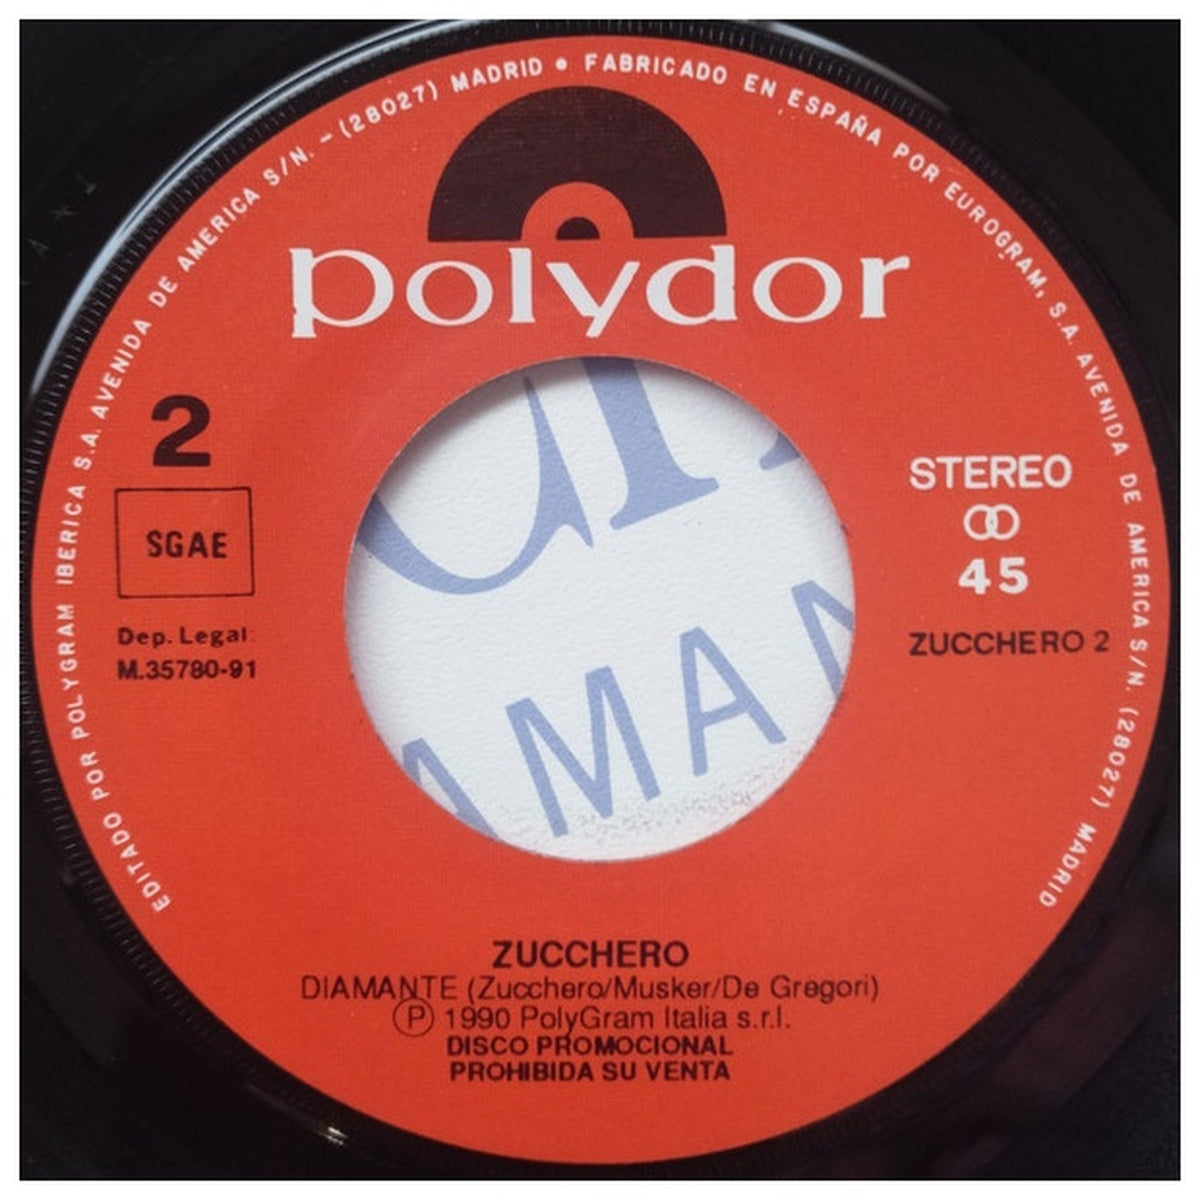 EDITADO POR POLYGRAM IBERICA S.A. AVENIDA DE AMERICA S/N. - (28027) MADRID • FABRICADO EN ESPAÑA POR EUROGRAM, S.A. AVENIDA DE AMERICA S/N. (28027) MADRID
polydor
2
SGAE
Dep. Legal:
M.35780-91
STEREO
45
ZUCCHERO 2
AMA
ZUCCHERO
DIAMANTE (Zucchero/Musker/De Gregori)
Ⓟ 1990 PolyGram Italia s.r.l.
DISCO PROMOCIONAL
PROHIBIDA SU VENTA